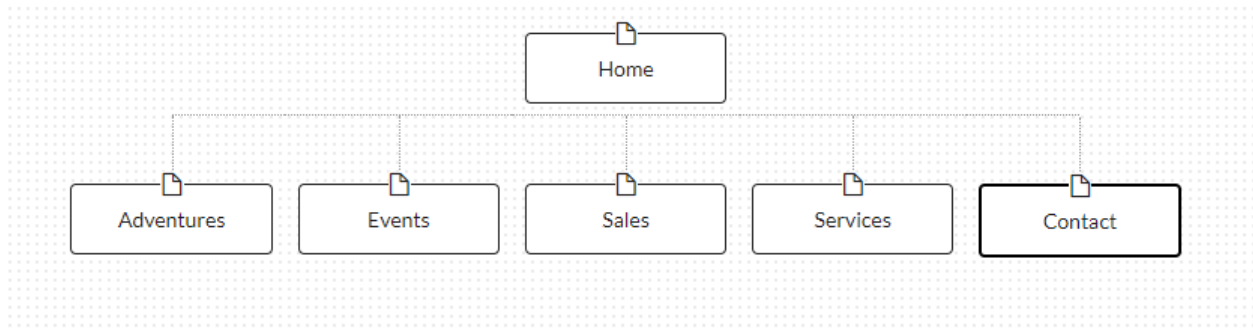 Home
Adventures
Events
Sales
Services
Contact